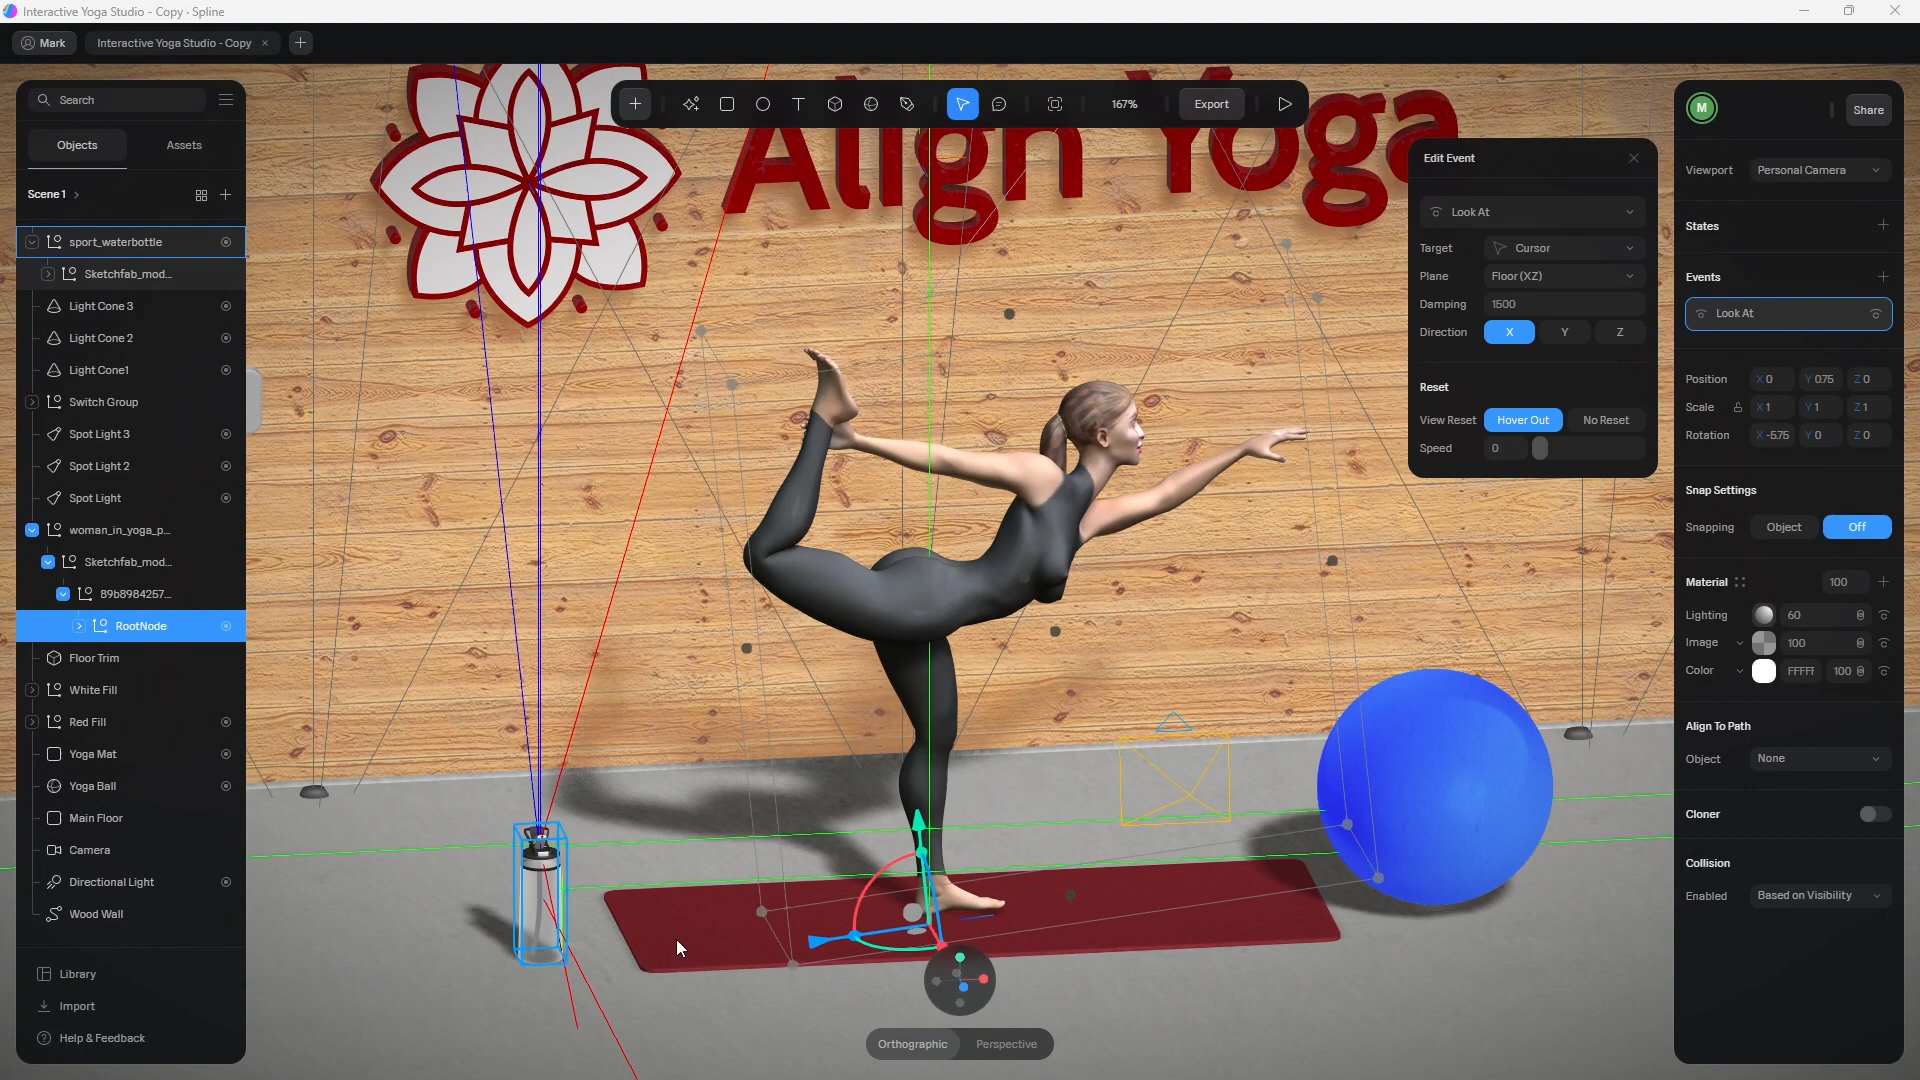 Interactive Yoga Studio - Copy · Spline
Mark
Interactive Yoga Studio - Copy
Search
Objects
Assets
Scene 1
sport_waterbottle
Sketchfab_mod...
Light Cone 3
Light Cone 2
Light Cone1
Switch Group
Spot Light 3
Spot Light 2
Spot Light
woman_in_yoga_p...
Sketchfab_mod...
89b8984257...
RootNode
Floor Trim
White Fill
Red Fill
Yoga Mat
Yoga Ball
Main Floor
Camera
Directional Light
Wood Wall
Library
Import
Help & Feedback
167%
Export
Align Yoga
Orthographic
Perspective
Edit Event
Look At
Target Cursor
Plane Floor (XZ)
Damping 1500
Direction X Y Z
Reset
View Reset Hover Out No Reset
Speed 0
M
Share
Viewport Personal Camera
States
Events
Look At
Position X 0 Y 0.75 Z 0
Scale X 1 Y 1 Z 1
Rotation X -5.75 Y 0 Z 0
Snap Settings
Snapping Object Off
Material 100
Lighting 60
Image 100
Color FFFFF 100
Align To Path
Object None
Cloner
Collision
Enabled Based on Visibility